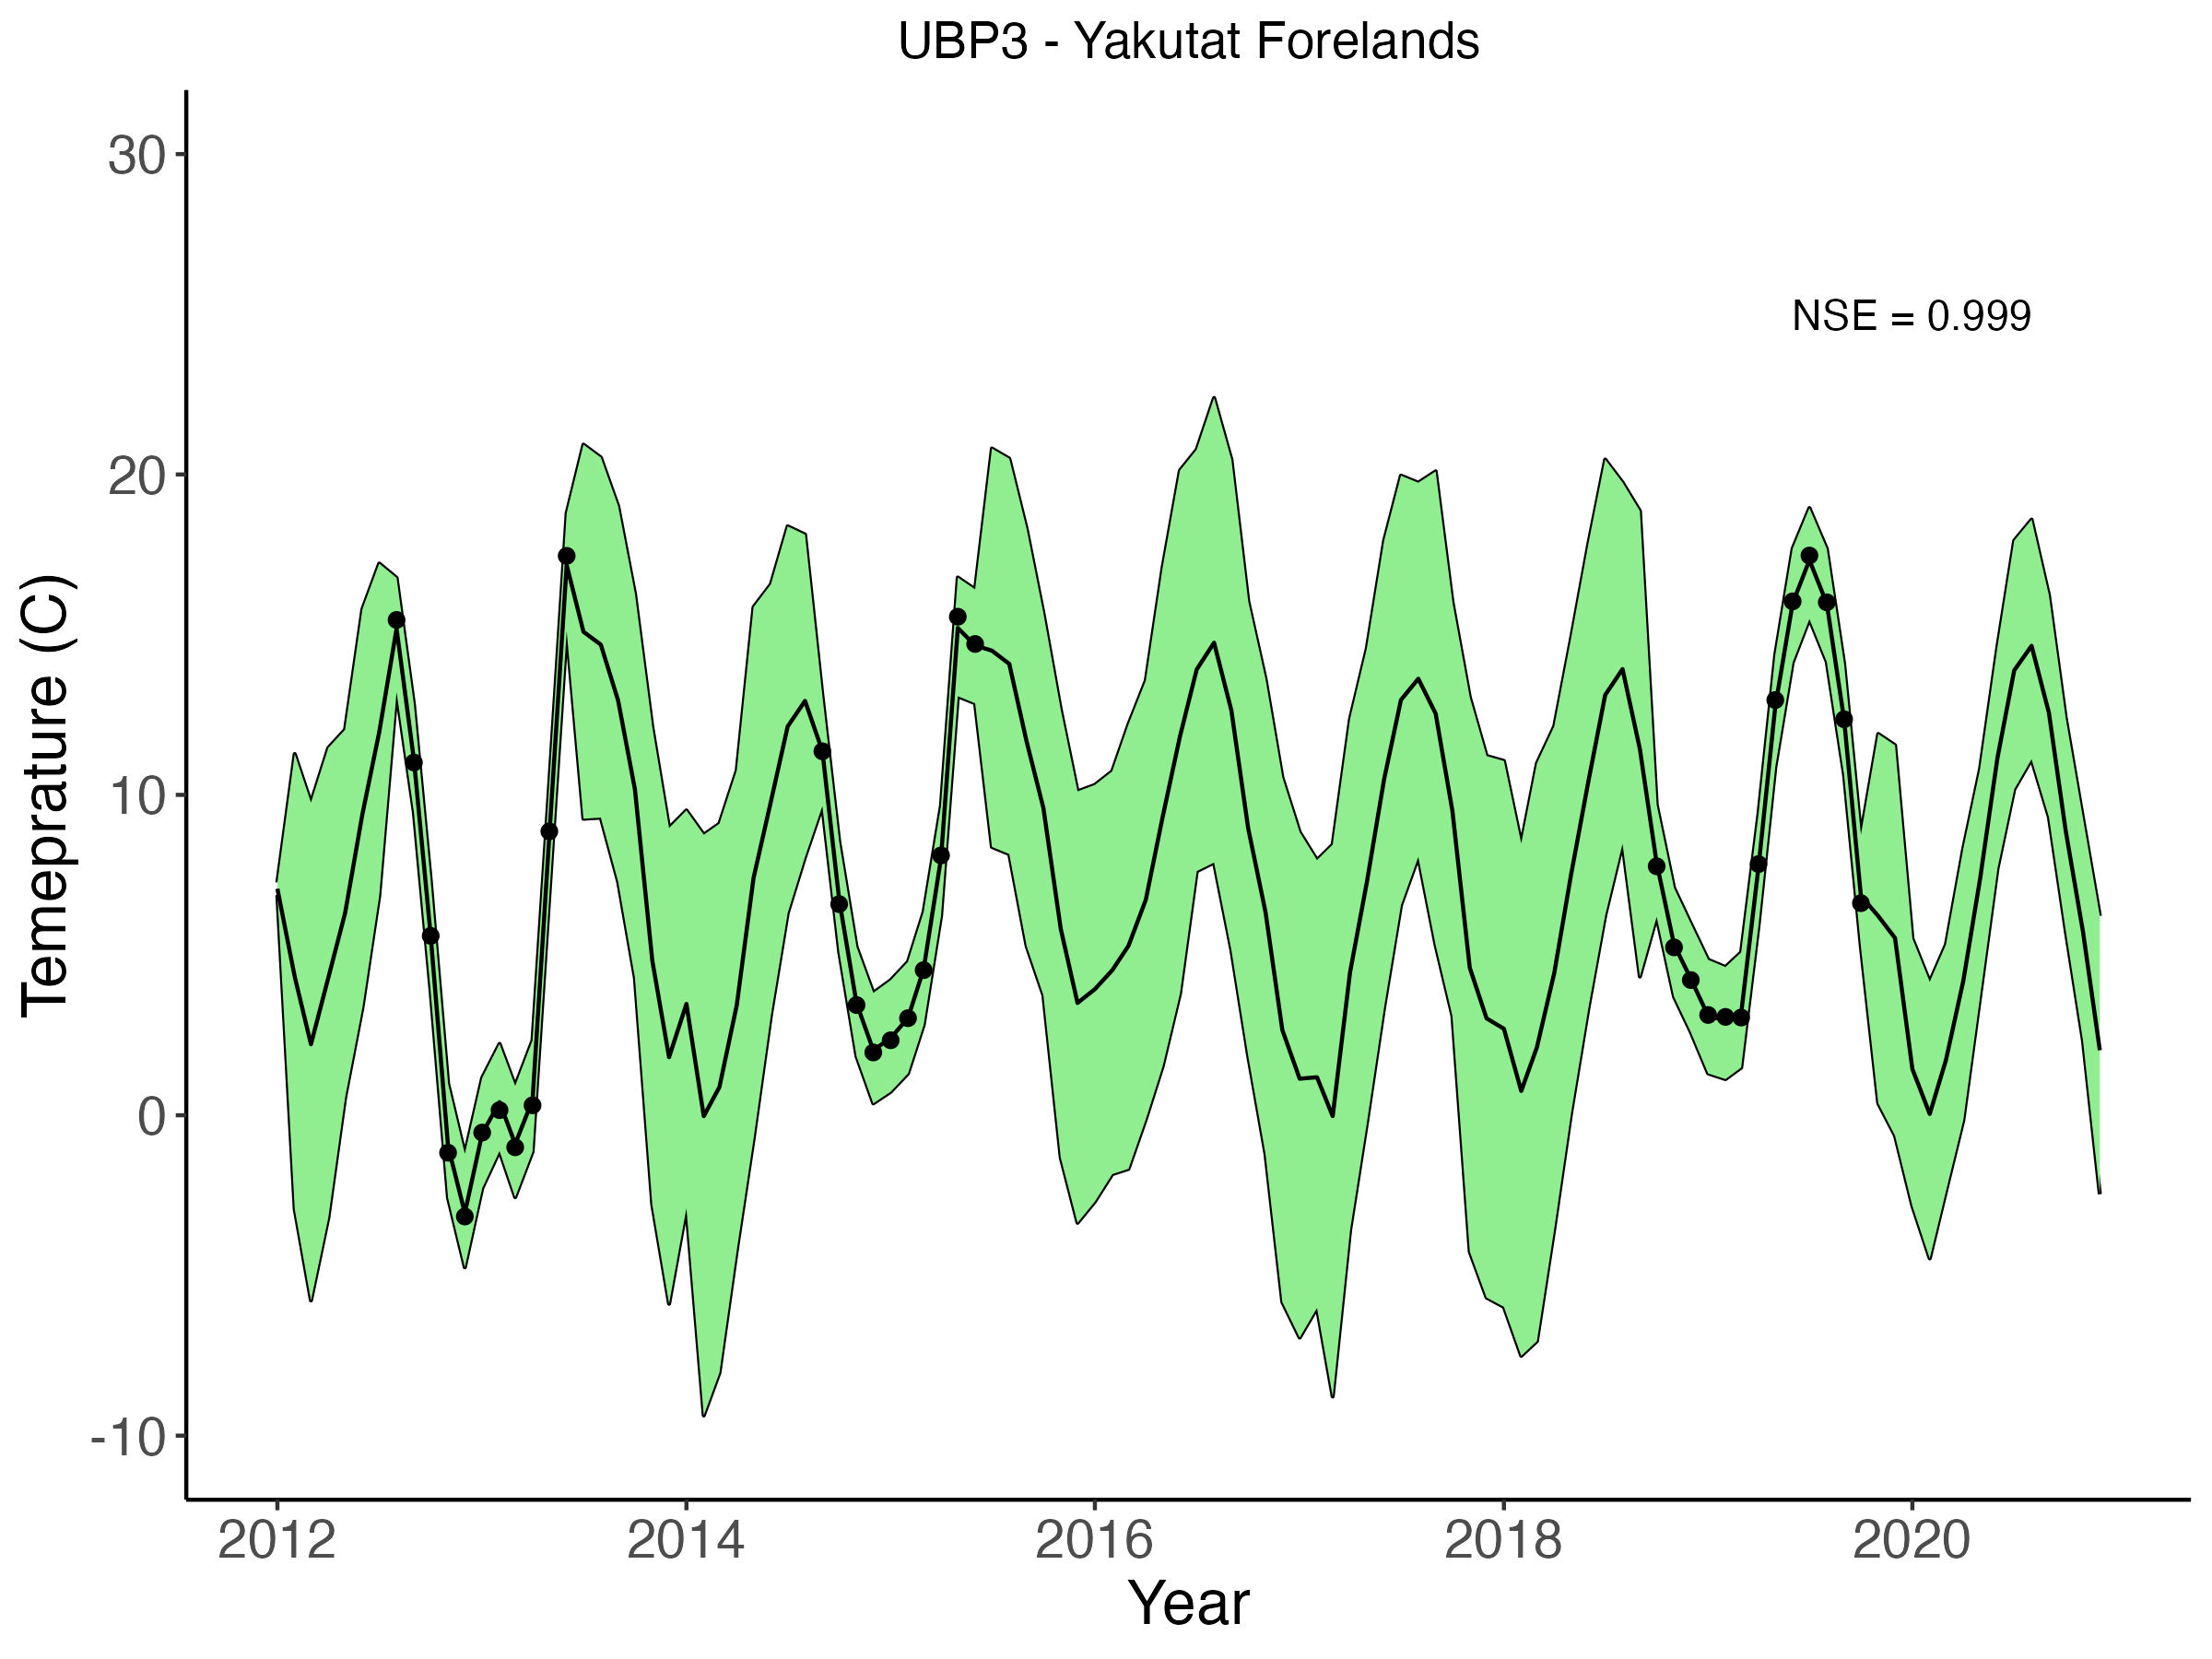 UBP3 - Yakutat Forelands
30
20
10
0
-10
Temeprature (C)
NSE = 0.999
2012 2014 2016 2018 2020
Year